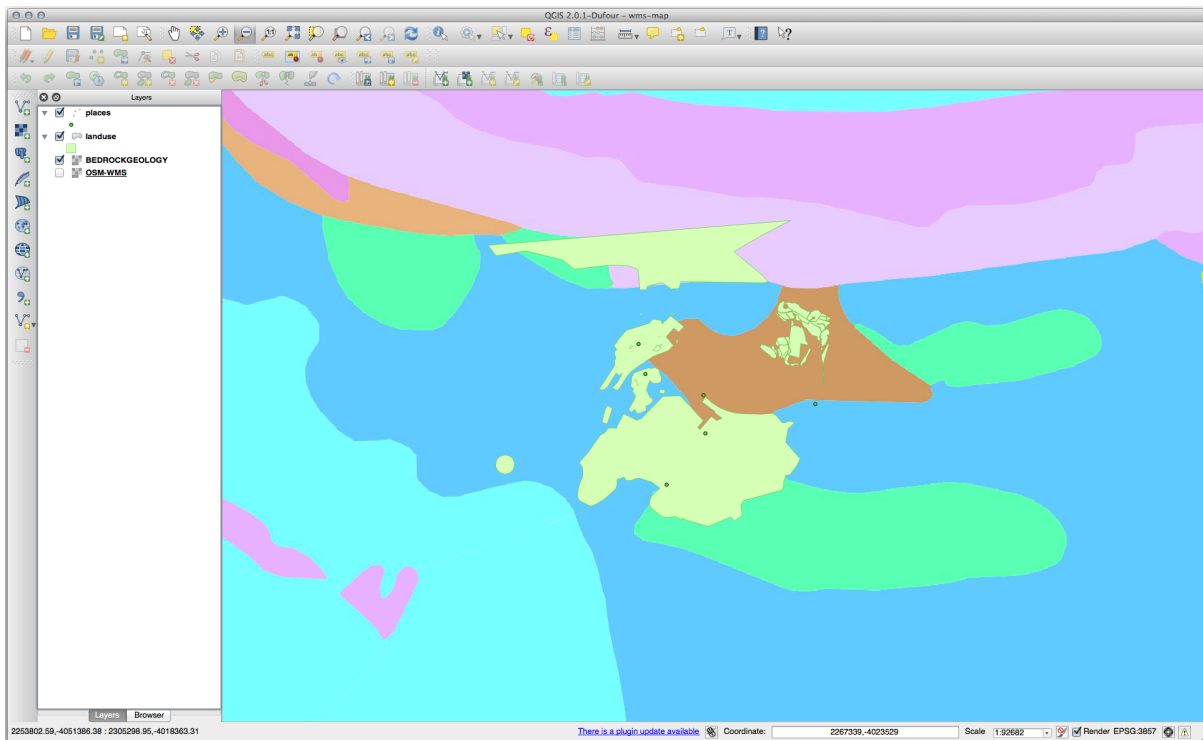 QGIS 2.0.1-Dufour – wms-map
Layers
places
landuse
BEDROCKGEOLOGY
OSM-WMS
Layers Browser
2253802.59,-4051386.38 : 2305298.95,-4018363.31 There is a plugin update available Coordinate: 2267339,-4023529 Scale 1:92682 Render EPSG:3857